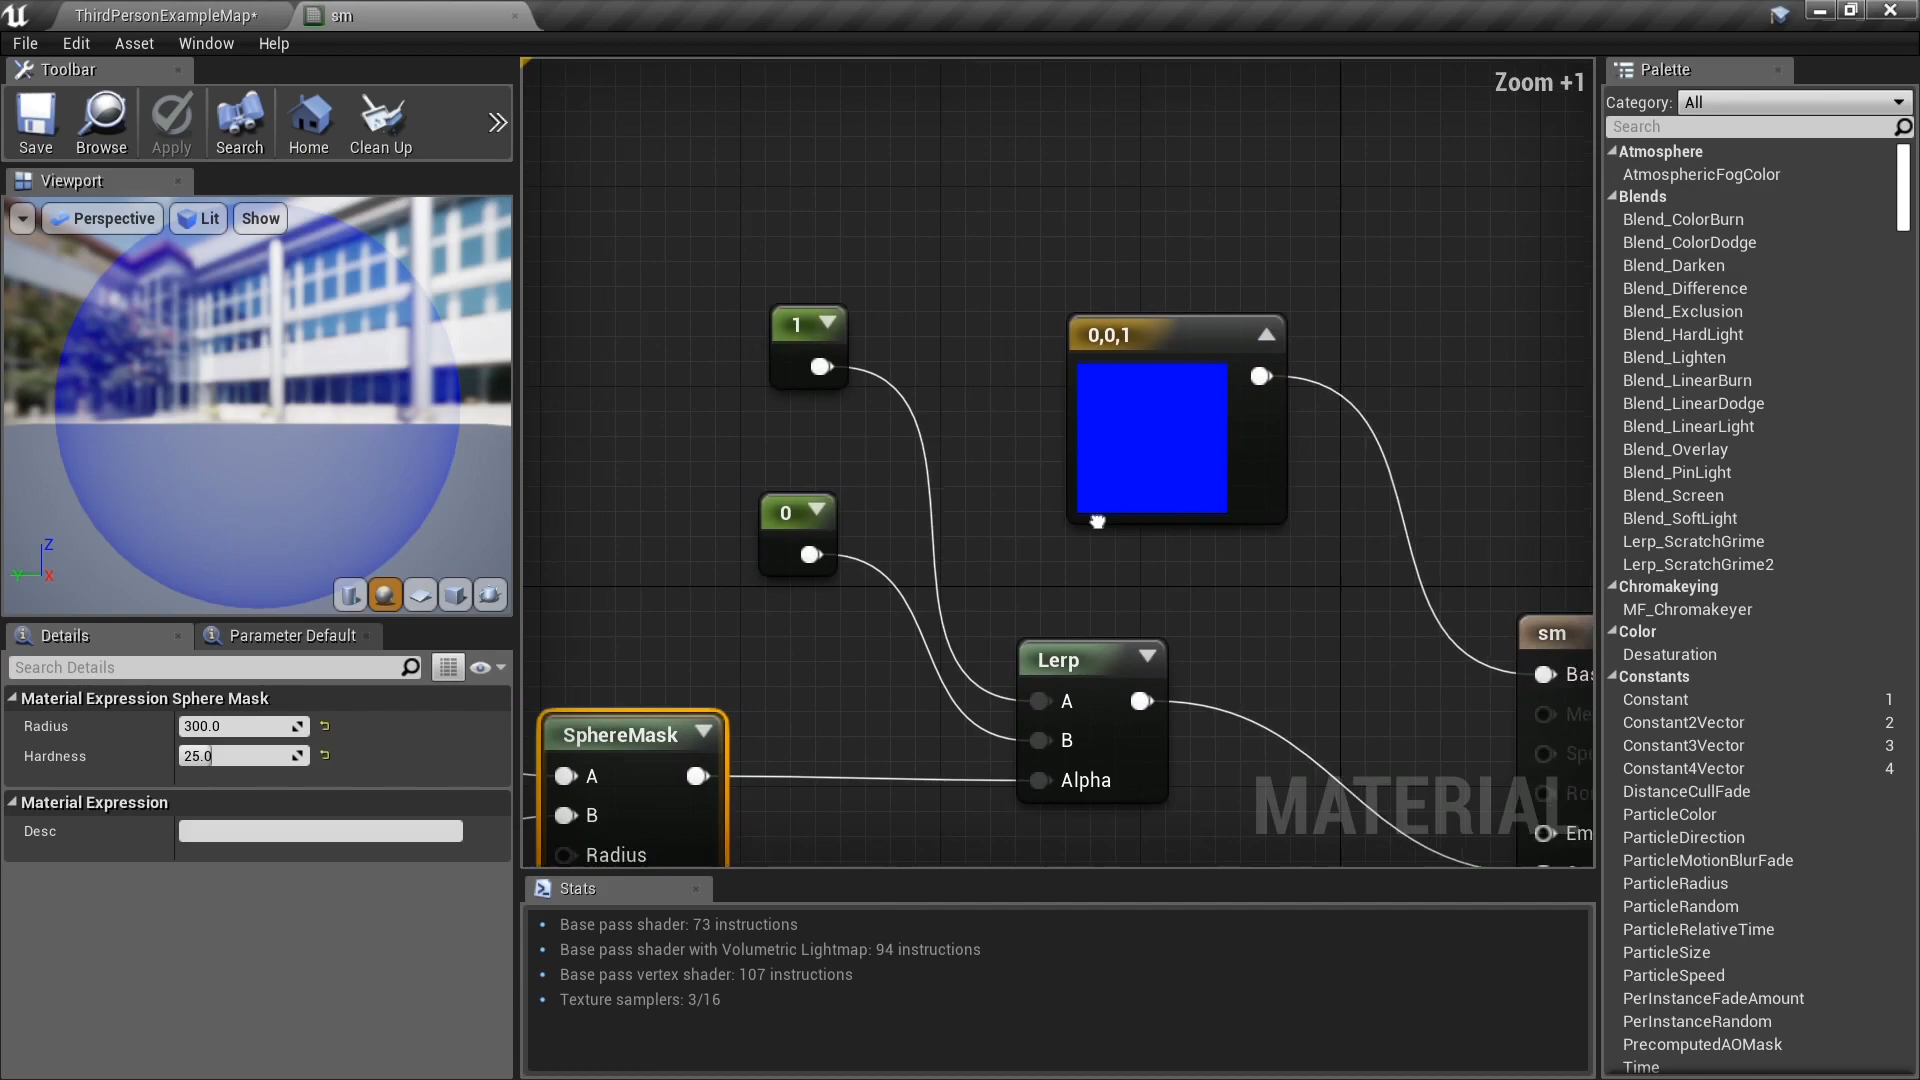 ThirdPersonExampleMap*
sm
File Edit Asset Window Help
Toolbar
Save Browse Apply Search Home Clean Up
Viewport
Perspective Lit Show
Z
Y X
Details Parameter Default
Search Details
Material Expression Sphere Mask
Radius 300.0
Hardness 25.0
Material Expression
Desc
Zoom +1
1
0,0,1
0
sm
Bas
Me
Spe
Ro
Em
Lerp
A
B
Alpha
SphereMask
A
B
Radius
MATERIAL
Stats
Base pass shader: 73 instructions
Base pass shader with Volumetric Lightmap: 94 instructions
Base pass vertex shader: 107 instructions
Texture samplers: 3/16
Palette
Category: All
Search
Atmosphere
AtmosphericFogColor
Blends
Blend_ColorBurn
Blend_ColorDodge
Blend_Darken
Blend_Difference
Blend_Exclusion
Blend_HardLight
Blend_Lighten
Blend_LinearBurn
Blend_LinearDodge
Blend_LinearLight
Blend_Overlay
Blend_PinLight
Blend_Screen
Blend_SoftLight
Lerp_ScratchGrime
Lerp_ScratchGrime2
Chromakeying
MF_Chromakeyer
Color
Desaturation
Constants
Constant 1
Constant2Vector 2
Constant3Vector 3
Constant4Vector 4
DistanceCullFade
ParticleColor
ParticleDirection
ParticleMotionBlurFade
ParticleRadius
ParticleRandom
ParticleRelativeTime
ParticleSize
ParticleSpeed
PerInstanceFadeAmount
PerInstanceRandom
PrecomputedAOMask
Time